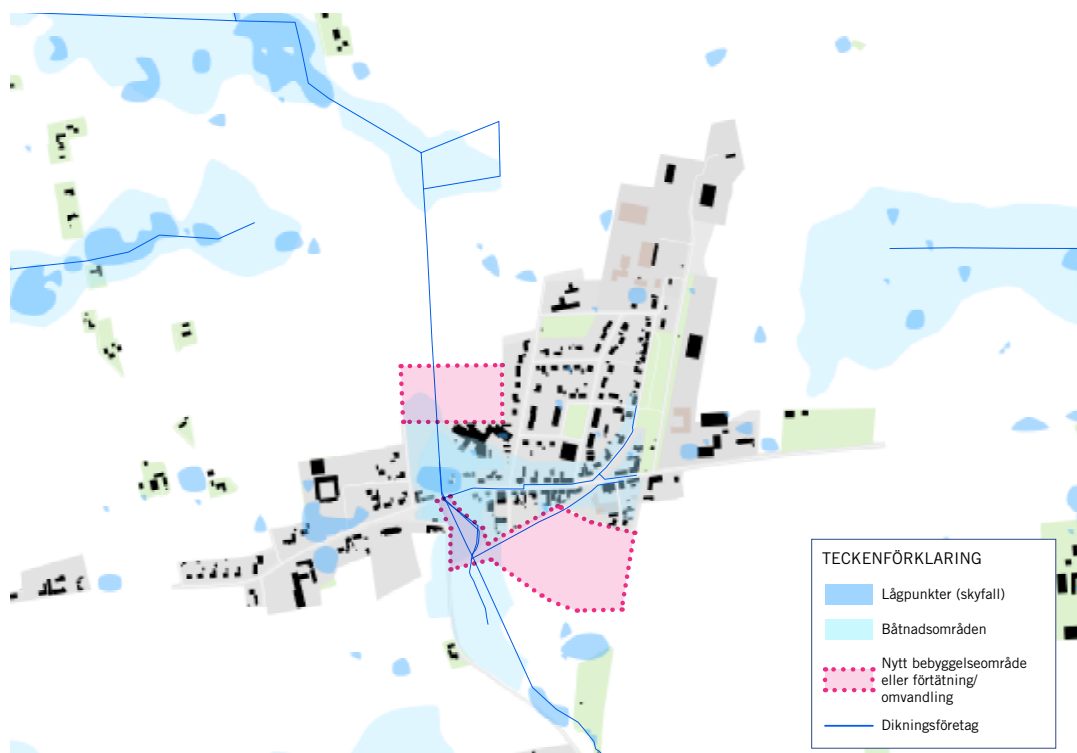 TECKENFÖRKLARING
Lågpunkter (skyfall)
Båtnadsområden
Nytt bebyggelseområde
eller förtätning/
omvandling
Dikningsföretag